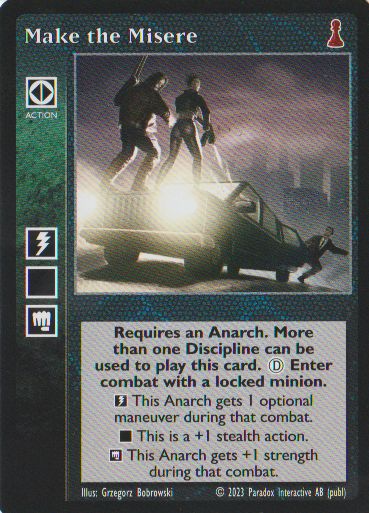 Make the Misere
ACTION
Requires an Anarch. More
than one Discipline can be
used to play this card. Ⓓ Enter
combat with a locked minion.
This Anarch gets 1 optional
maneuver during that combat.
This is a +1 stealth action.
This Anarch gets +1 strength
during that combat.
Illus: Grzegorz Bobrowski © 2023 Paradox Interactive AB (publ)